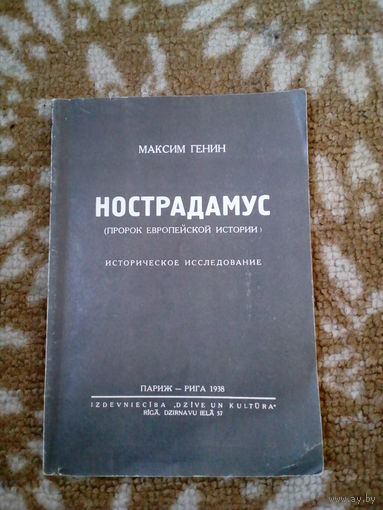 МАКСИМ ГЕНИН
НОСТРАДАМУС
(ПРОРОК ЕВРОПЕЙСКОЙ ИСТОРИИ)
ИСТОРИЧЕСКОЕ ИССЛЕДОВАНИЕ
ПАРИЖ — РИГА 1938
IZDEVNIECĪBA „DZĪVE UN KULTŪRA"
RĪGĀ, DZIRNAVU IELĀ 57
www.ay.by